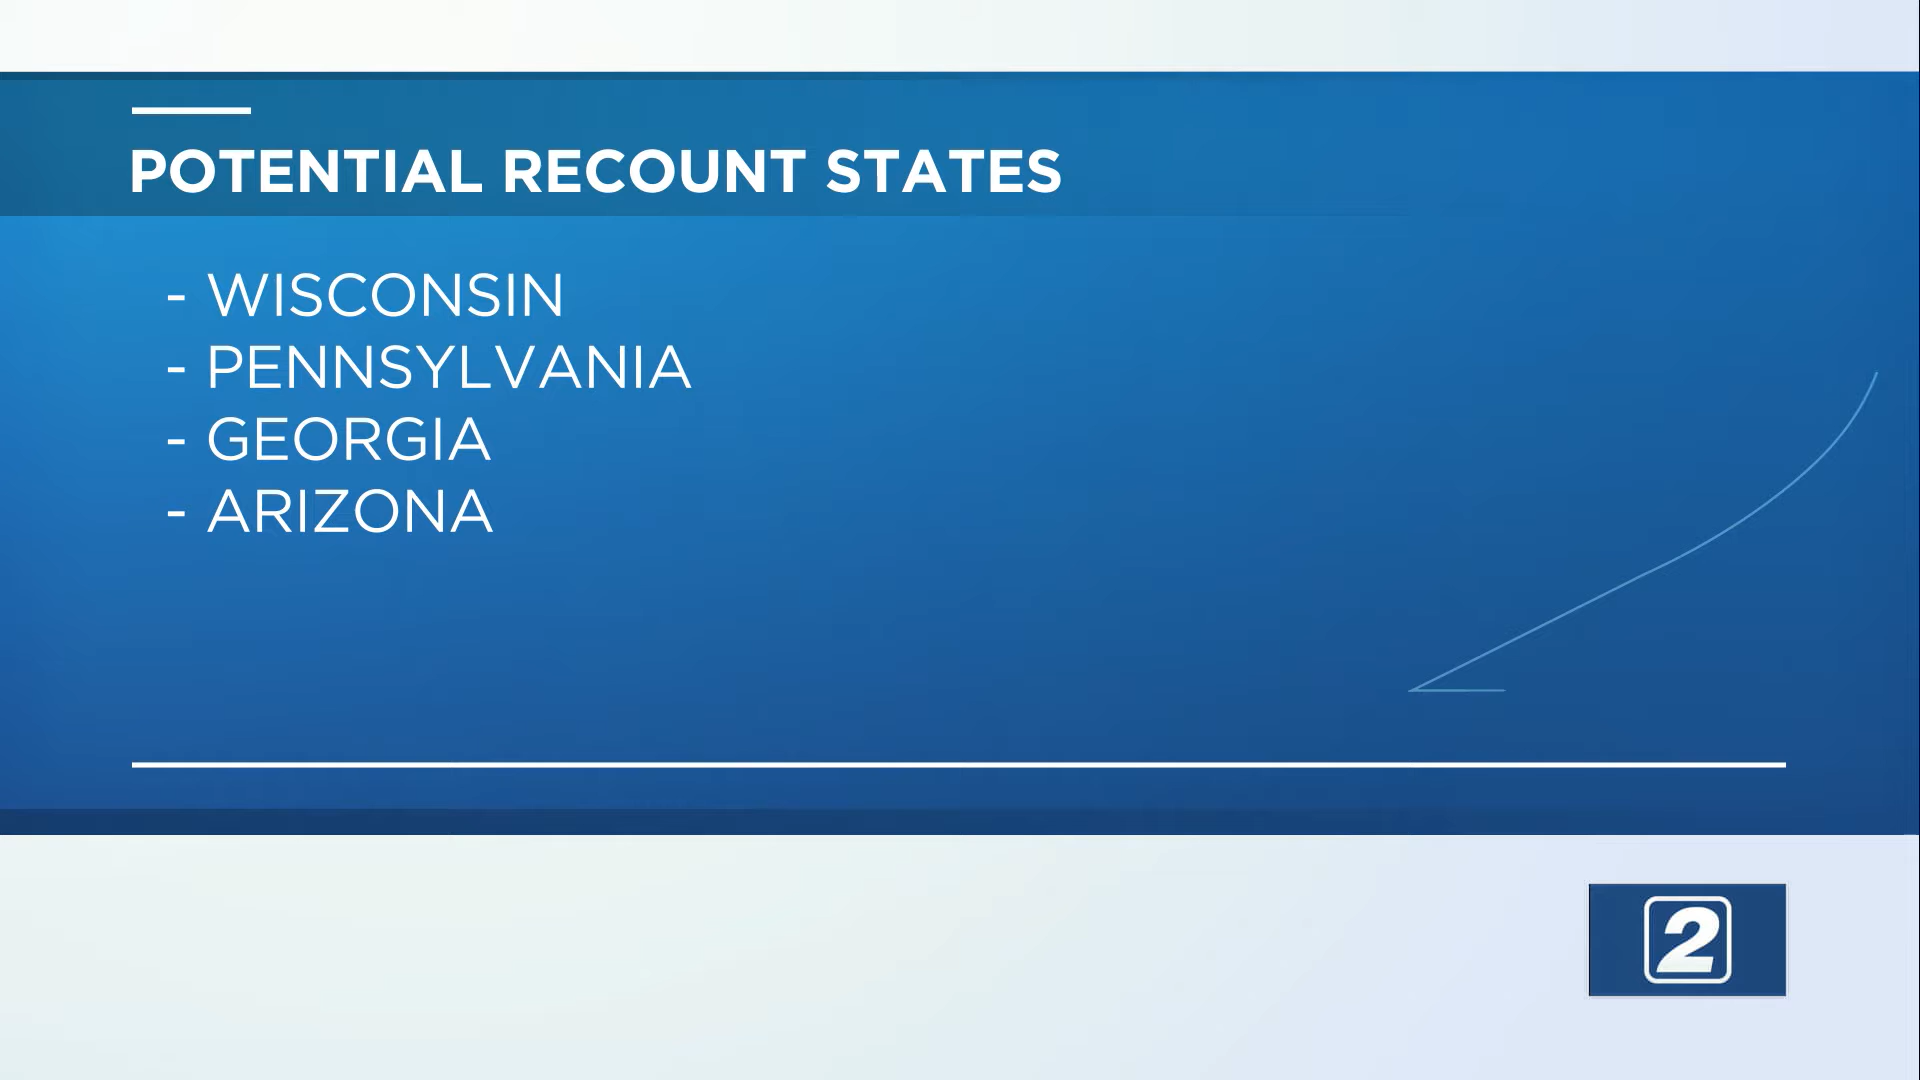 POTENTIAL RECOUNT STATES
- WISCONSIN
- PENNSYLVANIA
- GEORGIA
- ARIZONA
2